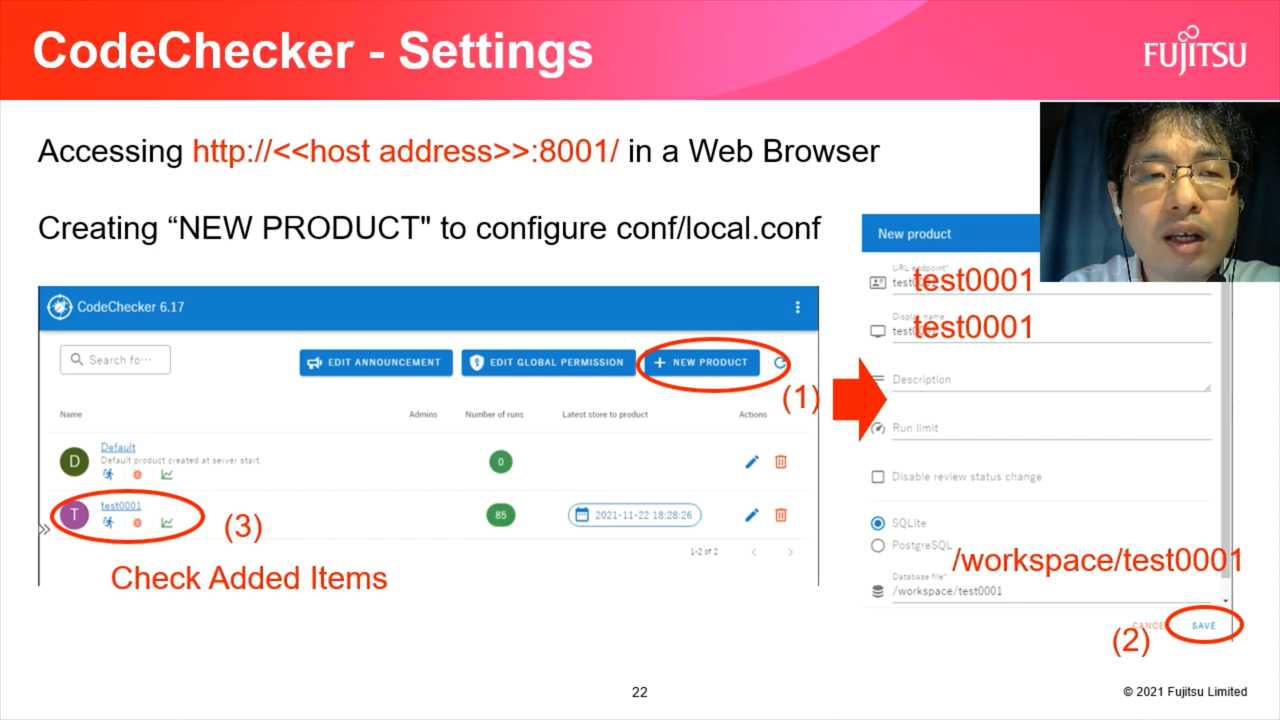 CodeChecker - Settings
FUJITSU
Accessing http://<<host address>>:8001/ in a Web Browser
Creating “NEW PRODUCT" to configure conf/local.conf
CodeChecker 6.17
Search fo···
EDIT ANNOUNCEMENT
EDIT GLOBAL PERMISSION
+ NEW PRODUCT
(1)
Name
Admins
Number of runs
Latest store to product
Actions
D
Default
Default product created at server start.
0
T
test0001
85
2021-11-22 18:28:26
(3)
1-2 of 2
Check Added Items
New product
URL endpoint*
test0001
Display name
test0001
Description
Run limit
Disable review status change
SQLite
PostgreSQL
/workspace/test0001
Database file*
/workspace/test0001
SAVE
(2)
22
© 2021 Fujitsu Limited